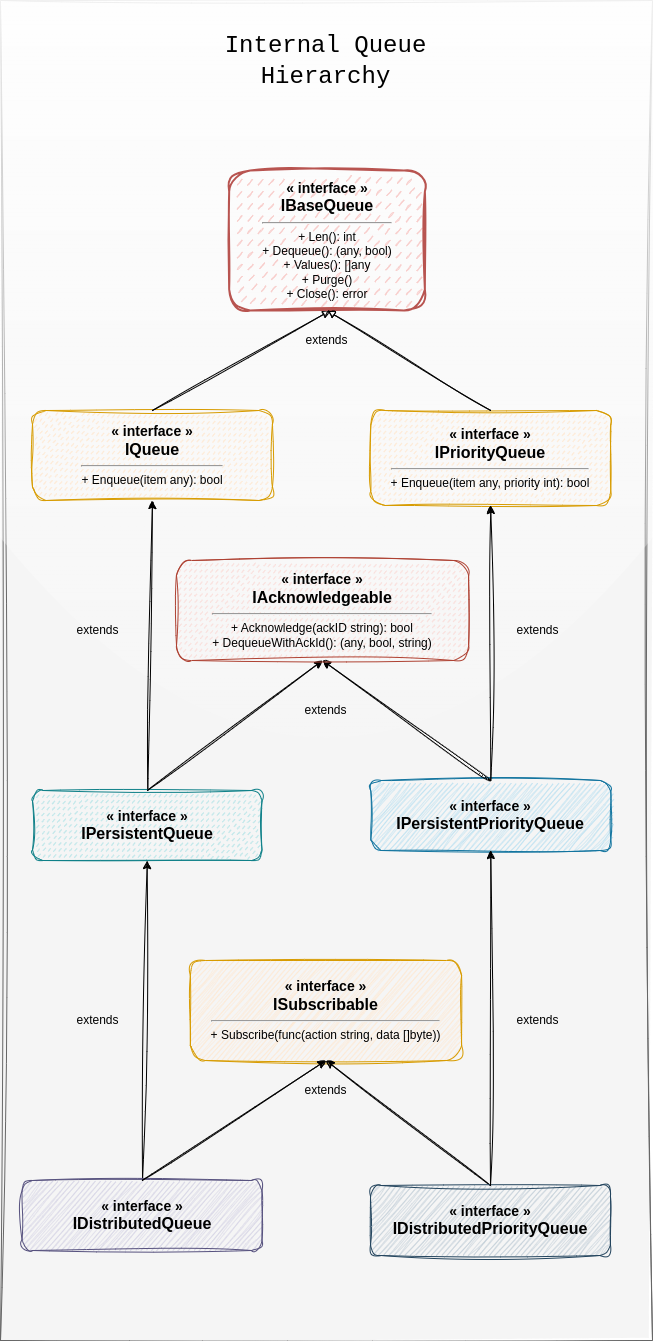 Internal Queue
Hierarchy
« interface »
IBaseQueue
+ Len(): int
+ Dequeue(): (any, bool)
+ Values(): []any
+ Purge()
+ Close(): error
extends
« interface »
IQueue
+ Enqueue(item any): bool
« interface »
IPriorityQueue
+ Enqueue(item any, priority int): bool
« interface »
IAcknowledgeable
+ Acknowledge(ackID string): bool
+ DequeueWithAckId(): (any, bool, string)
extends
extends
extends
« interface »
IPersistentQueue
« interface »
IPersistentPriorityQueue
« interface »
ISubscribable
+ Subscribe(func(action string, data []byte))
extends
extends
extends
« interface »
IDistributedQueue
« interface »
IDistributedPriorityQueue